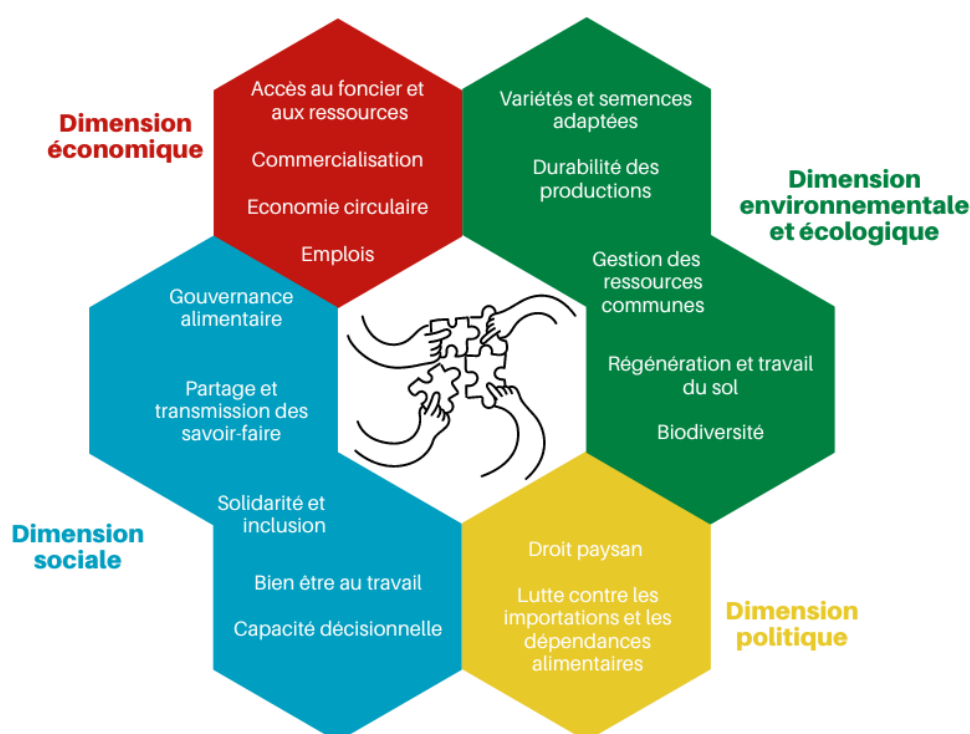 Dimension
économique
Accès au foncier et
aux ressources
Commercialisation
Economie circulaire
Emplois
Variétés et semences
adaptées
Durabilité des
productions
Gestion des
ressources
communes
Régénération et travail
du sol
Biodiversité
Dimension
environnementale
et écologique
Gouvernance
alimentaire
Partage et
transmission des
savoir-faire
Solidarité et
inclusion
Bien être au travail
Capacité décisionnelle
Dimension
sociale
Droit paysan
Lutte contre les
importations et les
dépendances
alimentaires
Dimension
politique